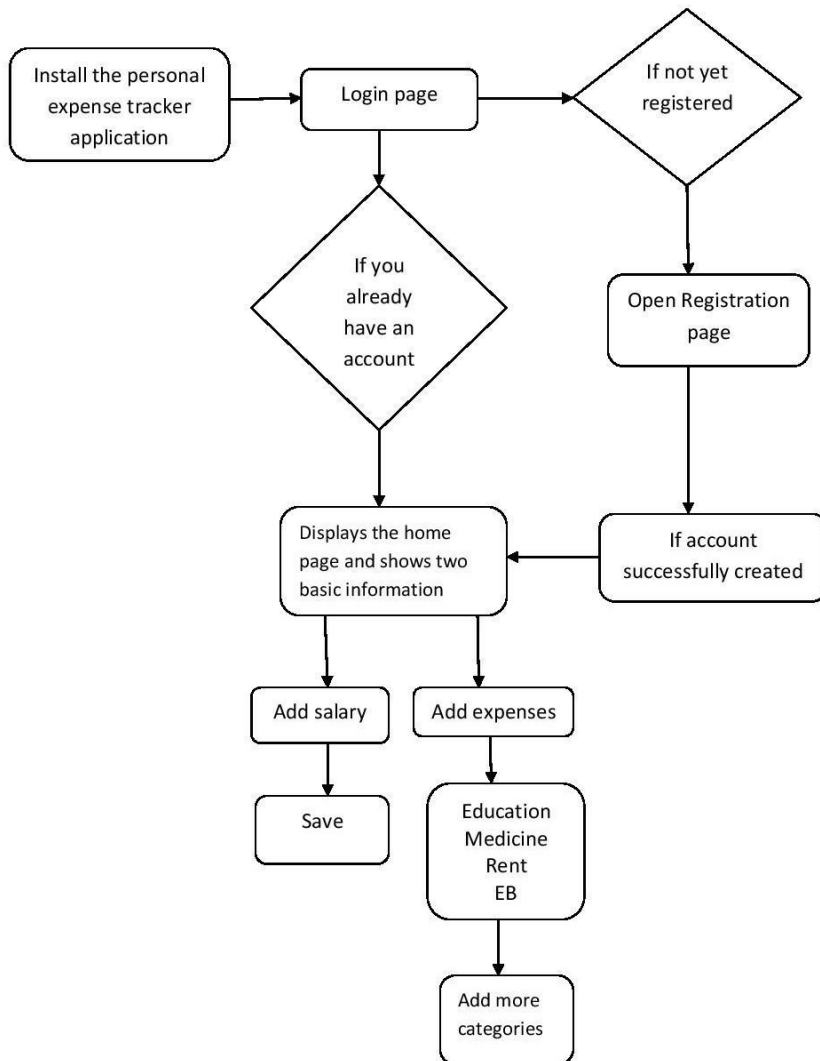 Install the personal
expense tracker
application
Login page
If not yet
registered
If you
already
have an
account
Open Registration
page
Displays the home
page and shows two
basic information
If account
successfully created
Add salary
Add expenses
Save
Education
Medicine
Rent
EB
Add more
categories